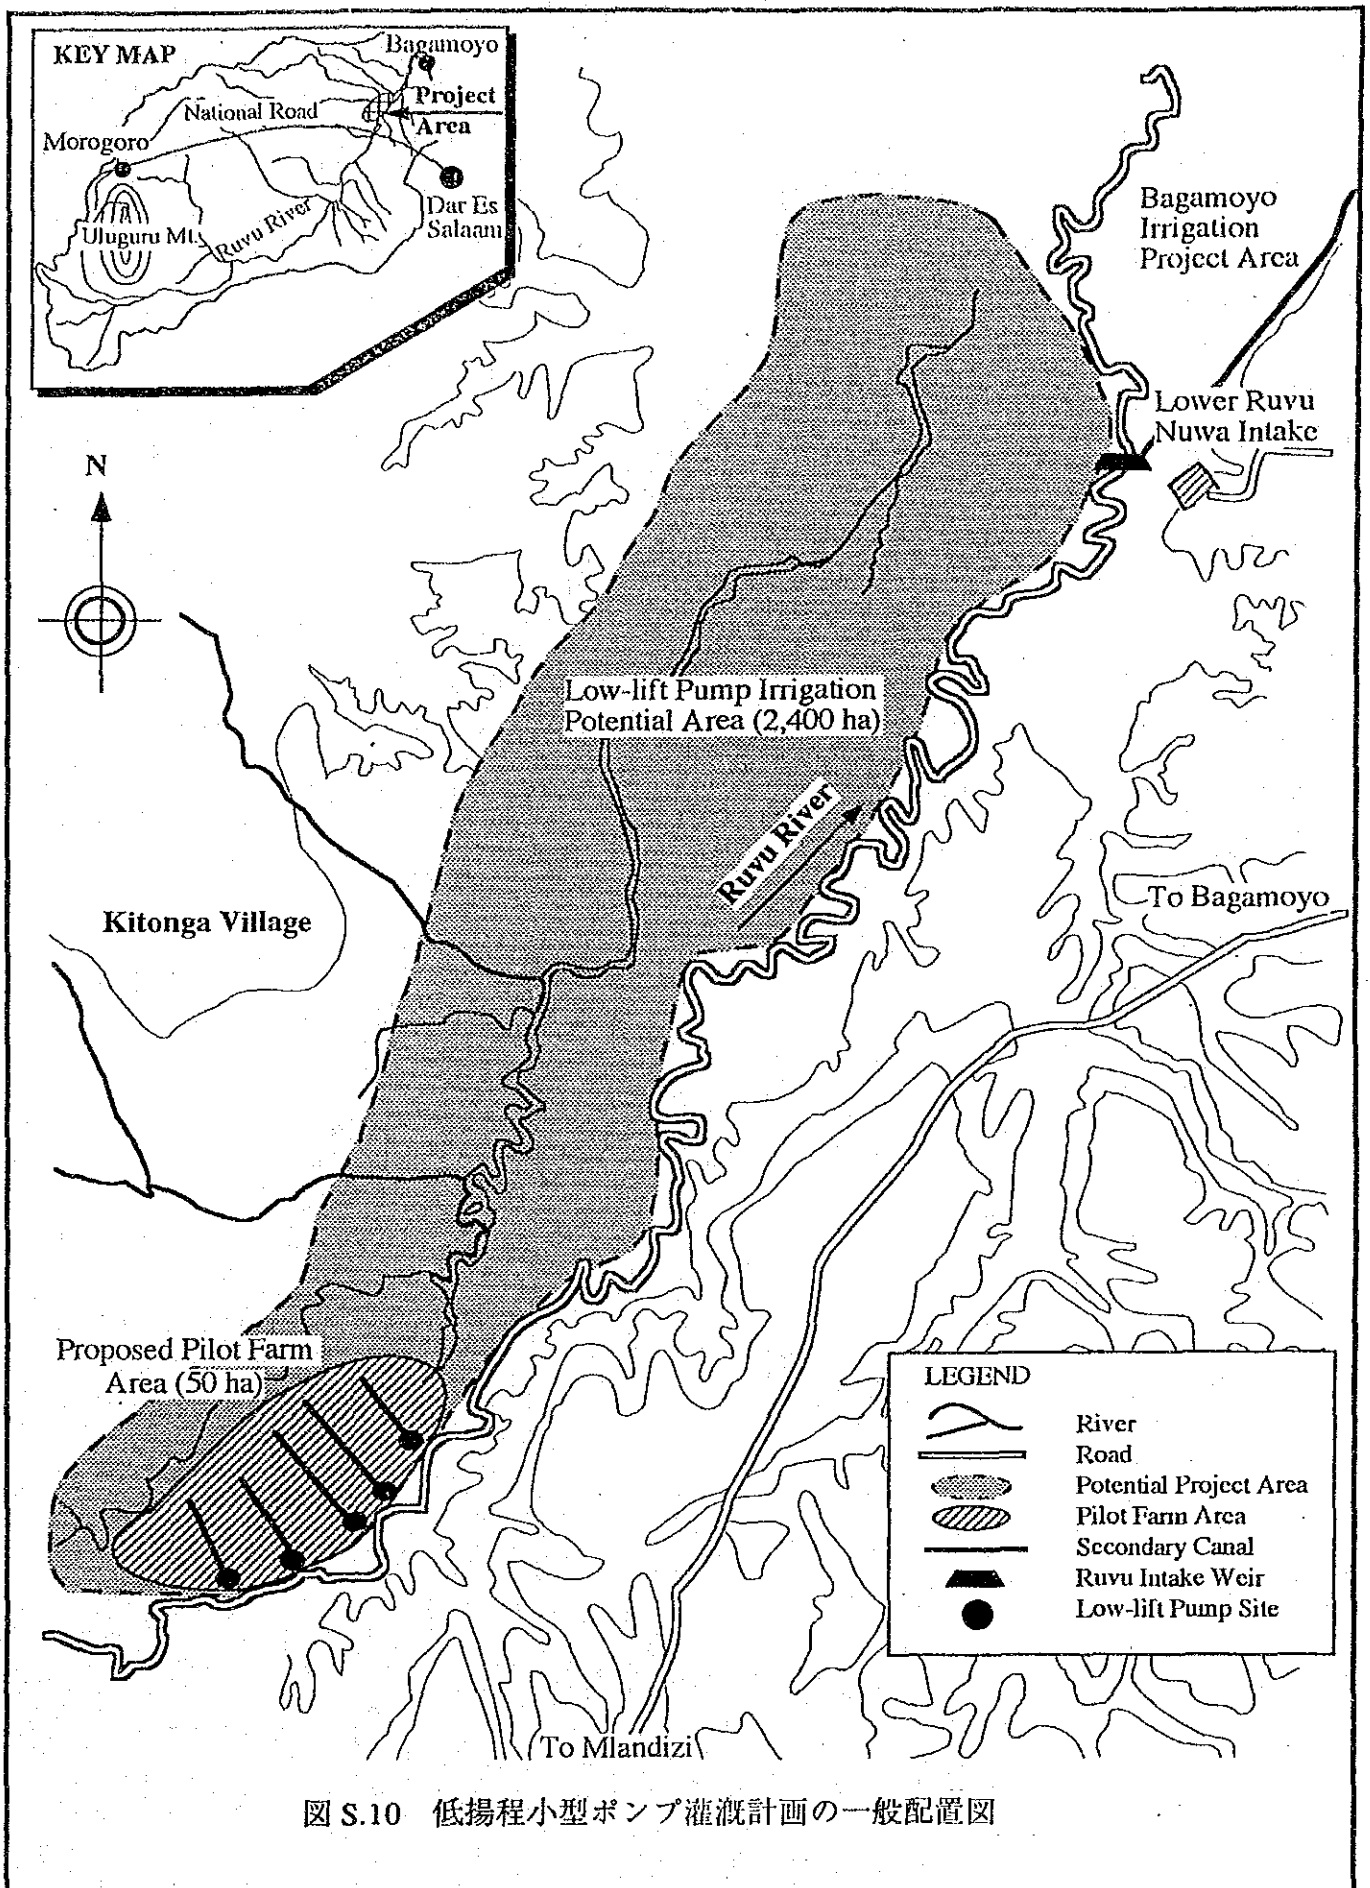 KEY MAP
Bagamoyo
National Road
Project
Area
Morogoro
Dar Es
Salaam
Uluguru Mt.
Ruvu River
Bagamoyo
Irrigation
Project Area
Lower Ruvu
Nuwa Intake
N
Low-lift Pump Irrigation
Potential Area (2,400 ha)
Ruvu River
Kitonga Village
To Bagamoyo
Proposed Pilot Farm
Area (50 ha)
LEGEND
River
Road
Potential Project Area
Pilot Farm Area
Secondary Canal
Ruvu Intake Weir
Low-lift Pump Site
To Mlandizi
図 S.10 低揚程小型ポンプ灌漑計画の一般配置図